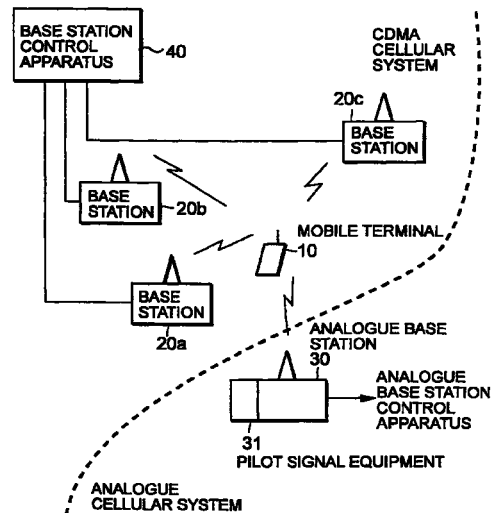 BASE STATION
CONTROL
APPARATUS
40
CDMA
CELLULAR
SYSTEM
20c
BASE
STATION
BASE
STATION
20b
MOBILE TERMINAL
10
BASE
STATION
20a
ANALOGUE BASE
STATION
30
ANALOGUE
BASE STATION
CONTROL
APPARATUS
31
PILOT SIGNAL EQUIPMENT
ANALOGUE
CELLULAR SYSTEM